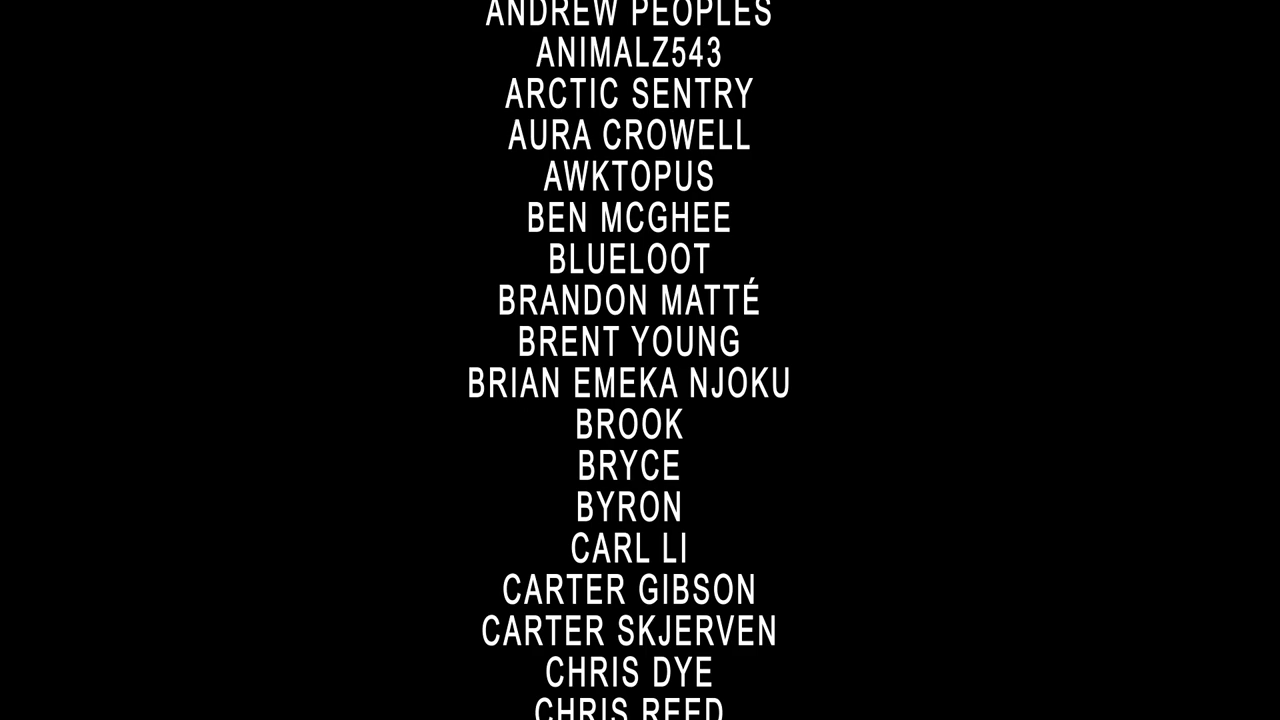 ANDREW PEOPLES
ANIMALZ543
ARCTIC SENTRY
AURA CROWELL
AWKTOPUS
BEN MCGHEE
BLUELOOT
BRANDON MATTÉ
BRENT YOUNG
BRIAN EMEKA NJOKU
BROOK
BRYCE
BYRON
CARL LI
CARTER GIBSON
CARTER SKJERVEN
CHRIS DYE
CHRIS REED